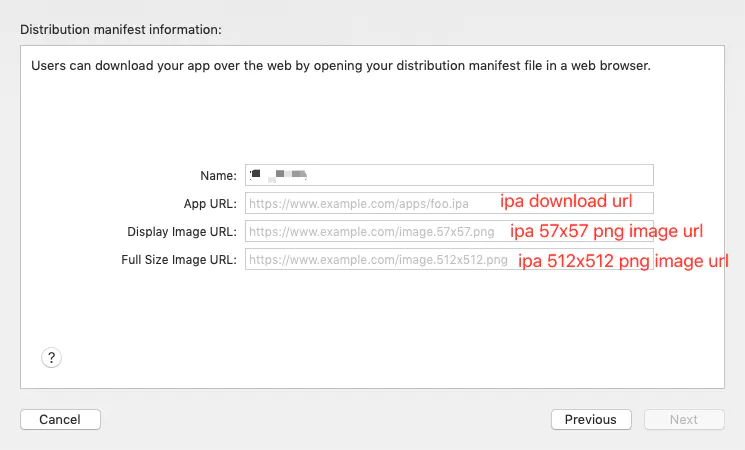 Distribution manifest information:
Users can download your app over the web by opening your distribution manifest file in a web browser.
Name:
App URL: https://www.example.com/apps/foo.ipa ipa download url
Display Image URL: https://www.example.com/image.57x57.png ipa 57x57 png image url
Full Size Image URL: https://www.example.com/image.512x512.png ipa 512x512 png image url
?
Cancel Previous Next